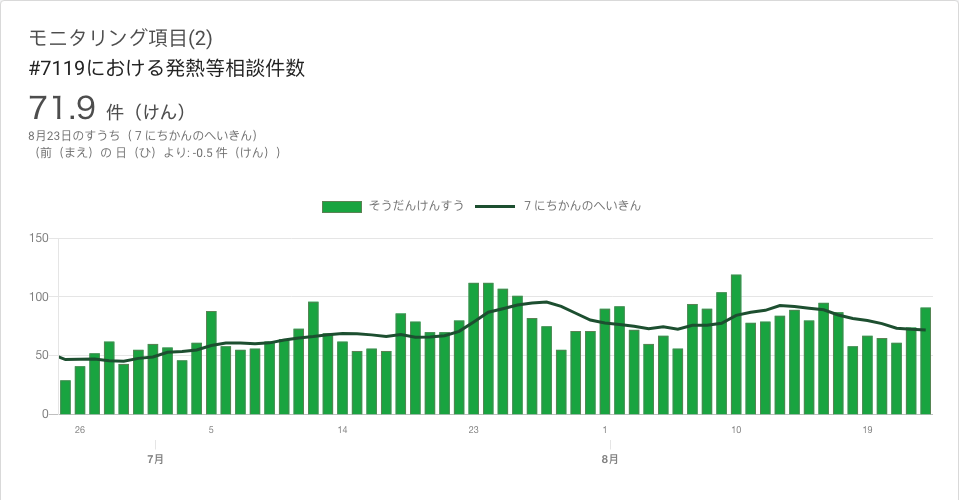 モニタリング項目(2)
#7119における発熱等相談件数
71.9 件（けん）
8月23日のすうち（７にちかんのへいきん）
（前（まえ）の 日（ひ）より: -0.5 件（けん））
そうだんけんすう ７にちかんのへいきん
150
100
50
0
26 5 14 23 1 10 19
7月 8月